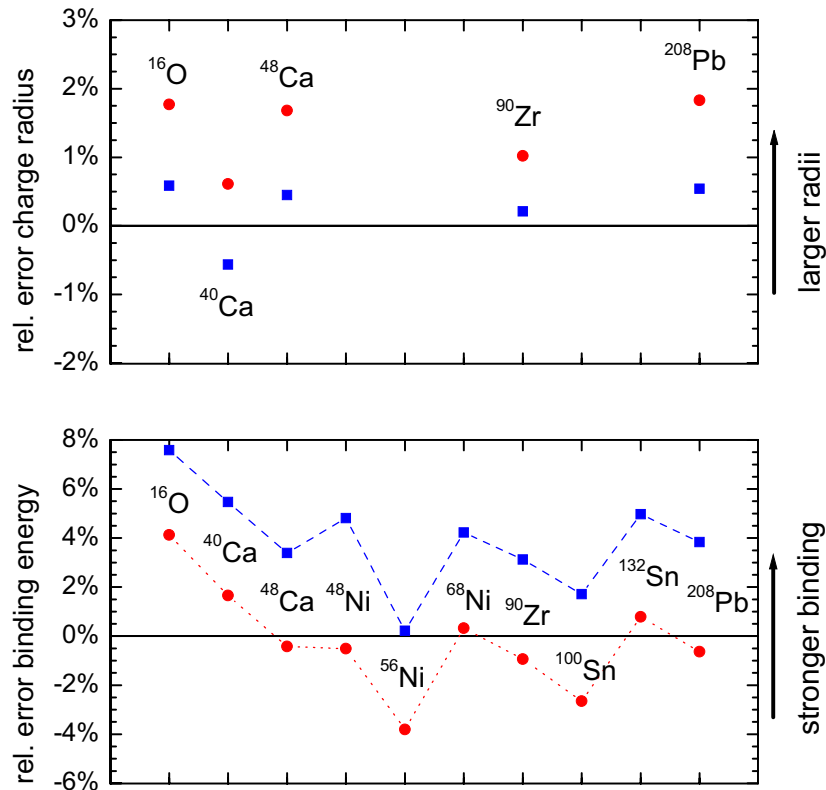 3%
2%
1%
0%
-1%
-2%
rel. error charge radius
¹⁶O
⁴⁰Ca
⁴⁸Ca
⁹⁰Zr
²⁰⁸Pb
larger radii
8%
6%
4%
2%
0%
-2%
-4%
-6%
rel. error binding energy
¹⁶O
⁴⁰Ca
⁴⁸Ca
⁴⁸Ni
⁵⁶Ni
⁶⁸Ni
⁹⁰Zr
¹⁰⁰Sn
¹³²Sn
²⁰⁸Pb
stronger binding